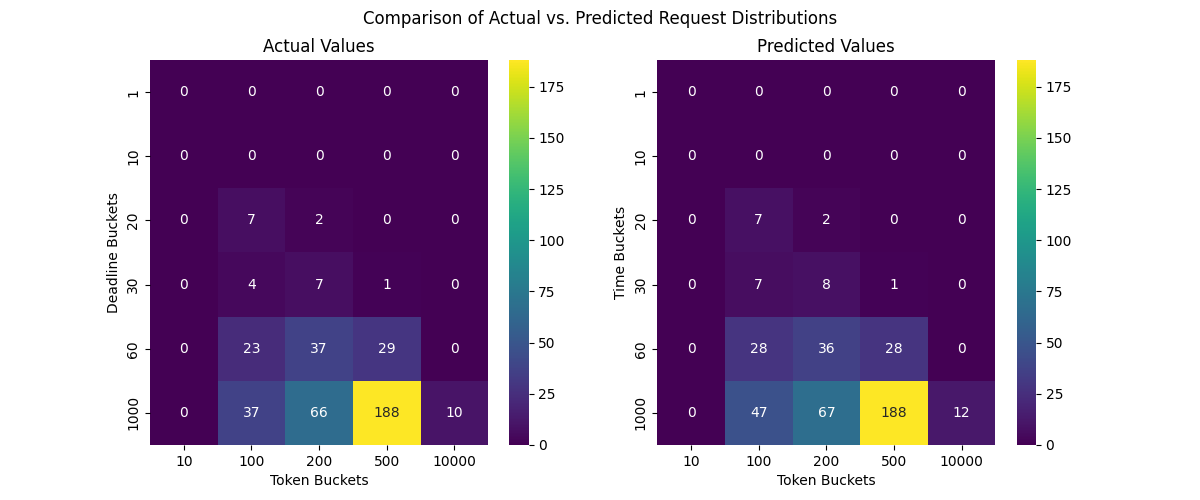 Comparison of Actual vs. Predicted Request Distributions
Actual Values
Deadline Buckets
1 0 0 0 0 0
10 0 0 0 0 0
20 0 7 2 0 0
30 0 4 7 1 0
60 0 23 37 29 0
1000 0 37 66 188 10
10 100 200 500 10000
Token Buckets
175
150
125
100
75
50
25
0
Predicted Values
Time Buckets
1 0 0 0 0 0
10 0 0 0 0 0
20 0 7 2 0 0
30 0 7 8 1 0
60 0 28 36 28 0
1000 0 47 67 188 12
10 100 200 500 10000
Token Buckets
175
150
125
100
75
50
25
0